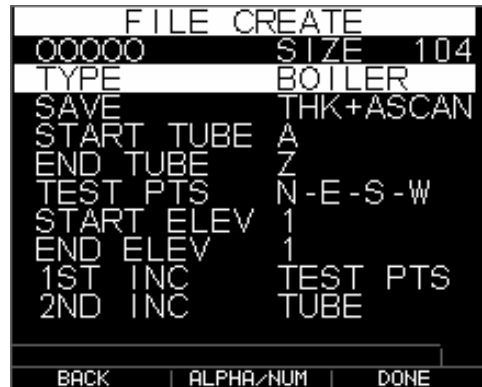 FILE CREATE
OOOOO SIZE 104
TYPE BOILER
SAVE THK+ASCAN
START TUBE A
END TUBE Z
TEST PTS N-E-S-W
START ELEV 1
END ELEV 1
1ST INC TEST PTS
2ND INC TUBE
BACK | ALPHA/NUM | DONE